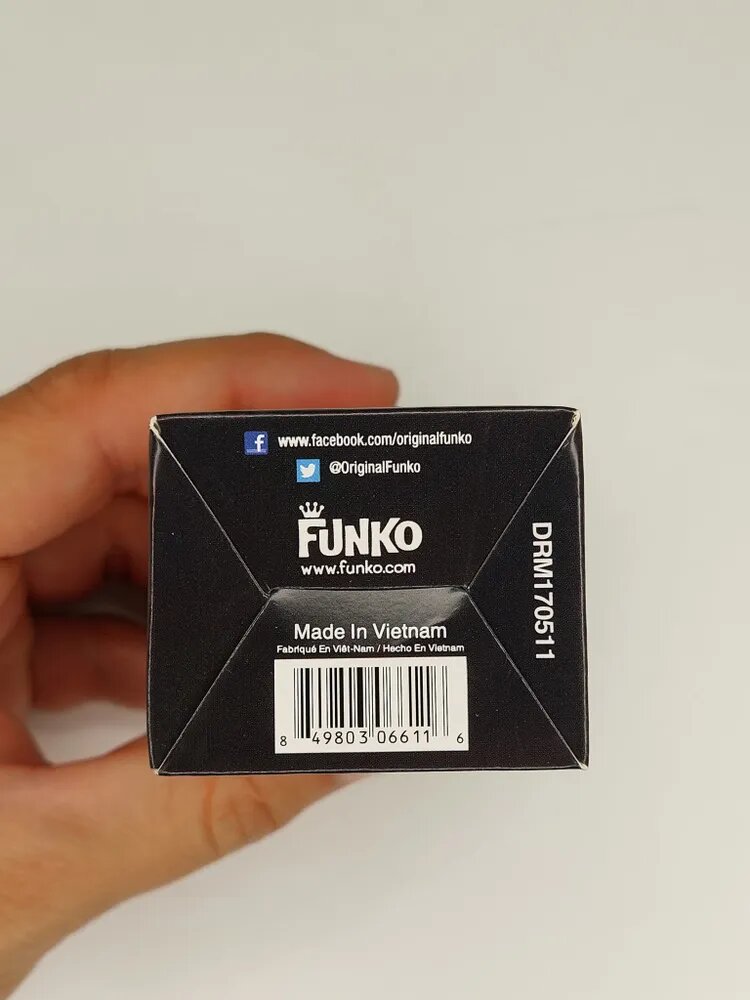 www.facebook.com/originalfunko
@OriginalFunko
FUNKO
www.funko.com
DRM170511
Made In Vietnam
Fabriqué En Viêt-Nam / Hecho En Vietnam
8 49803 06611 6